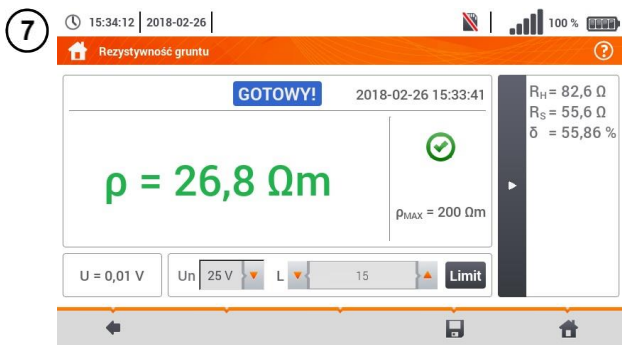 7
15:34:12 2018-02-26 100 %
Rezystywność gruntu ?
GOTOWY! 2018-02-26 15:33:41
ρ = 26,8 Ωm
ρMAX = 200 Ωm
RH = 82,6 Ω
RS = 55,6 Ω
δ = 55,86 %
U = 0,01 V Un 25 V L 15 Limit